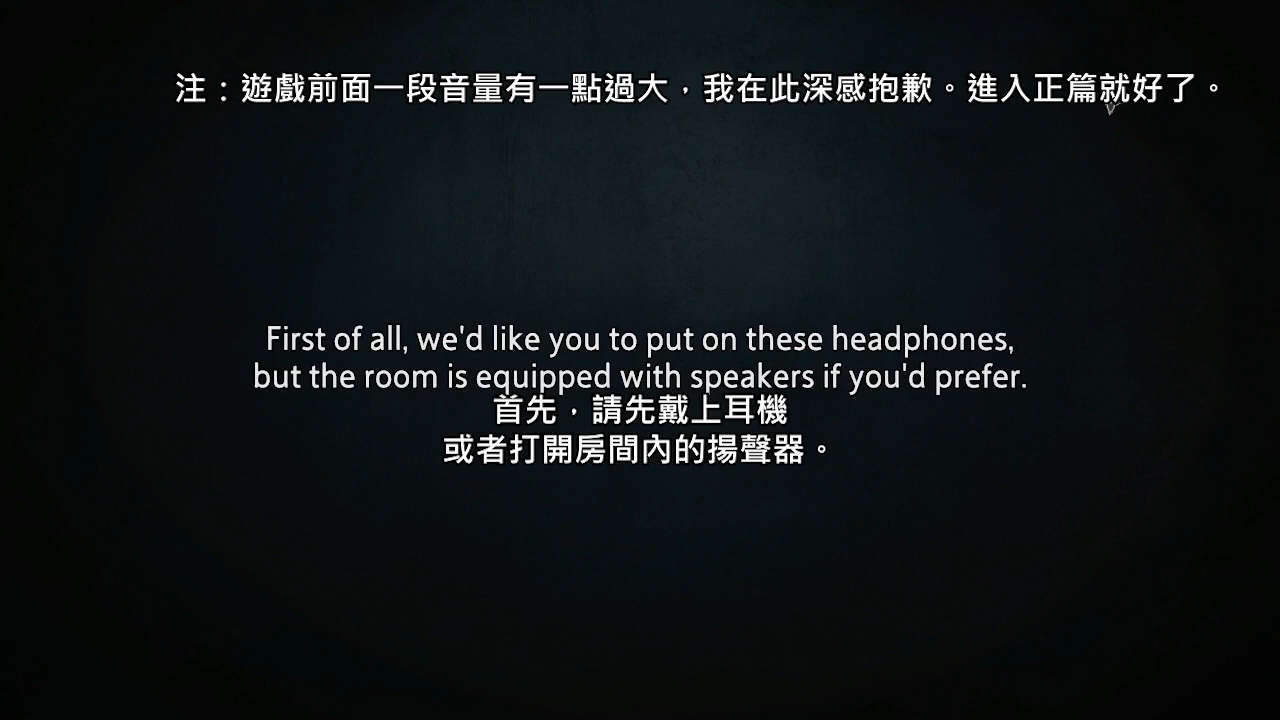 注：遊戲前面一段音量有一點過大，我在此深感抱歉。進入正篇就好了。
First of all, we'd like you to put on these headphones,
but the room is equipped with speakers if you'd prefer.
首先，請先戴上耳機
或者打開房間內的揚聲器。